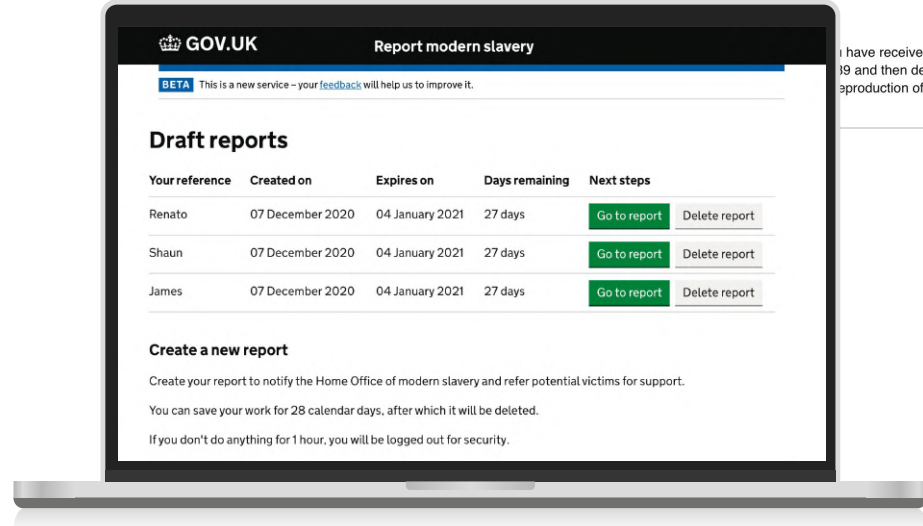 GOV.UK Report modern slavery
BETA This is a new service – your feedback will help us to improve it.
Draft reports
Your reference Created on Expires on Days remaining Next steps
Renato 07 December 2020 04 January 2021 27 days Go to report Delete report
Shaun 07 December 2020 04 January 2021 27 days Go to report Delete report
James 07 December 2020 04 January 2021 27 days Go to report Delete report
Create a new report
Create your report to notify the Home Office of modern slavery and refer potential victims for support.
You can save your work for 28 calendar days, after which it will be deleted.
If you don't do anything for 1 hour, you will be logged out for security.
have receive
39 and then de
eproduction of